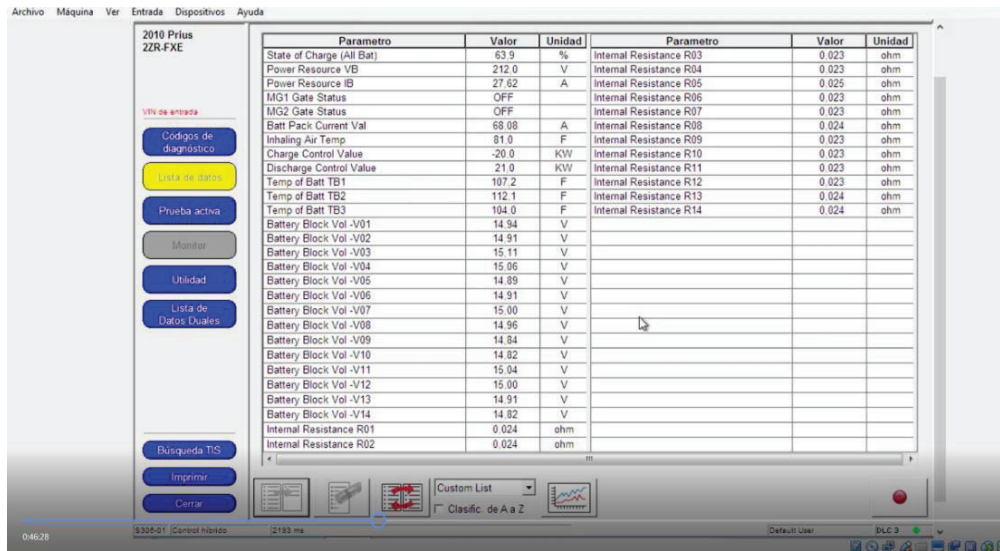 Archivo Máquina Ver Entrada Dispositivos Ayuda
2010 Prius
2ZR-FXE
VIN de entrada
Códigos de
diagnóstico
Lista de datos
Prueba activa
Monitor
Utilidad
Lista de
Datos Duales
Búsqueda TIS
Imprimir
Cerrar
Parametro Valor Unidad Parametro Valor Unidad
State of Charge (All Bat) 63.9 % Internal Resistance R03 0.023 ohm
Power Resource VB 212.0 V Internal Resistance R04 0.023 ohm
Power Resource IB 27.62 A Internal Resistance R05 0.025 ohm
MG1 Gate Status OFF Internal Resistance R06 0.023 ohm
MG2 Gate Status OFF Internal Resistance R07 0.023 ohm
Batt Pack Current Val 68.08 A Internal Resistance R08 0.024 ohm
Inhaling Air Temp 81.0 F Internal Resistance R09 0.023 ohm
Charge Control Value -20.0 KW Internal Resistance R10 0.023 ohm
Discharge Control Value 21.0 KW Internal Resistance R11 0.023 ohm
Temp of Batt TB1 107.2 F Internal Resistance R12 0.023 ohm
Temp of Batt TB2 112.1 F Internal Resistance R13 0.024 ohm
Temp of Batt TB3 104.0 F Internal Resistance R14 0.024 ohm
Battery Block Vol -V01 14.94 V
Battery Block Vol -V02 14.91 V
Battery Block Vol -V03 15.11 V
Battery Block Vol -V04 15.06 V
Battery Block Vol -V05 14.89 V
Battery Block Vol -V06 14.91 V
Battery Block Vol -V07 15.00 V
Battery Block Vol -V08 14.96 V
Battery Block Vol -V09 14.84 V
Battery Block Vol -V10 14.82 V
Battery Block Vol -V11 15.04 V
Battery Block Vol -V12 15.00 V
Battery Block Vol -V13 14.91 V
Battery Block Vol -V14 14.82 V
Internal Resistance R01 0.024 ohm
Internal Resistance R02 0.024 ohm
Custom List
Clasific. de A a Z
S306-01 Control híbrido 2193 ms Default User DLC 3
0:46:28